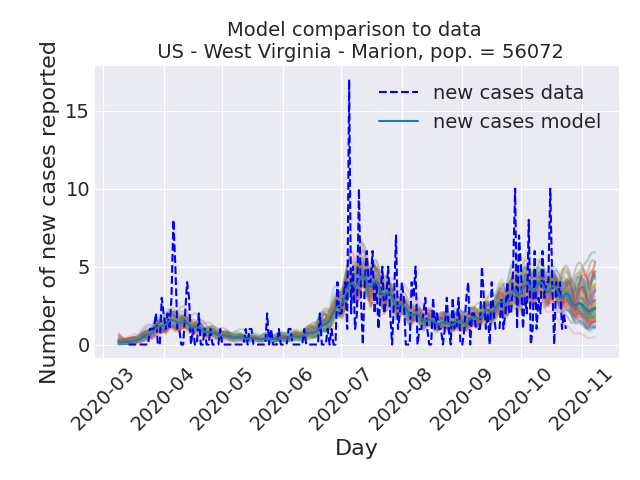 Model comparison to data
US - West Virginia - Marion, pop. = 56072
Number of new cases reported
15
10
5
0
new cases data
new cases model
2020-03
2020-04
2020-05
2020-06
2020-07
2020-08
2020-09
2020-10
2020-11
Day